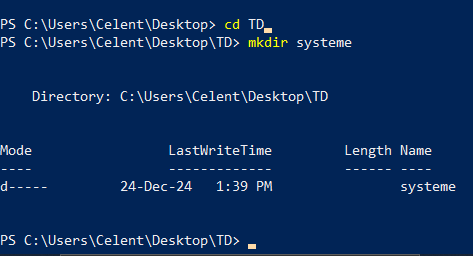 PS C:\Users\Celent\Desktop> cd TD
PS C:\Users\Celent\Desktop\TD> mkdir systeme
Directory: C:\Users\Celent\Desktop\TD
Mode LastWriteTime Length Name
---- ------------- ------ ----
d----- 24-Dec-24 1:39 PM systeme
PS C:\Users\Celent\Desktop\TD>